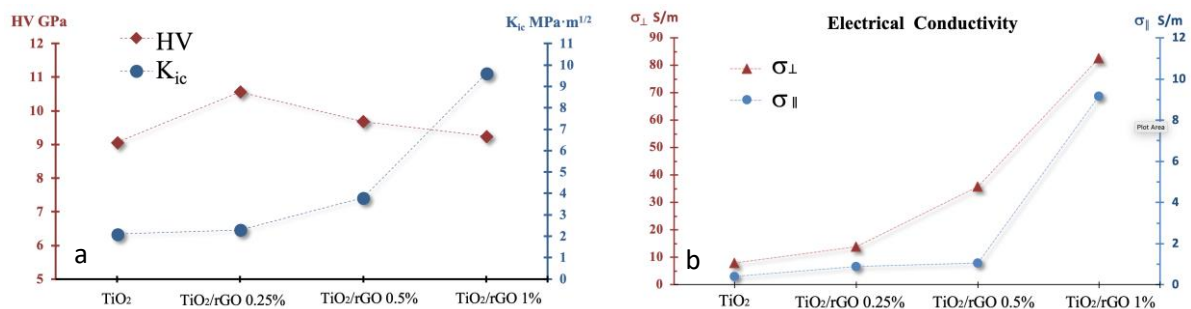 HV GPa
K_ic MPa·m^1/2
12
11
10
9
8
7
6
5
HV
K_ic
11
10
9
8
7
6
5
4
3
2
1
0
a
TiO₂
TiO₂/rGO 0.25%
TiO₂/rGO 0.5%
TiO₂/rGO 1%
σ⊥ S/m
Electrical Conductivity
σ∥ S/m
90
80
70
60
50
40
30
20
10
0
σ⊥
σ∥
12
10
8
6
4
2
0
Plot Area
b
TiO₂
TiO₂/rGO 0.25%
TiO₂/rGO 0.5%
TiO₂/rGO 1%